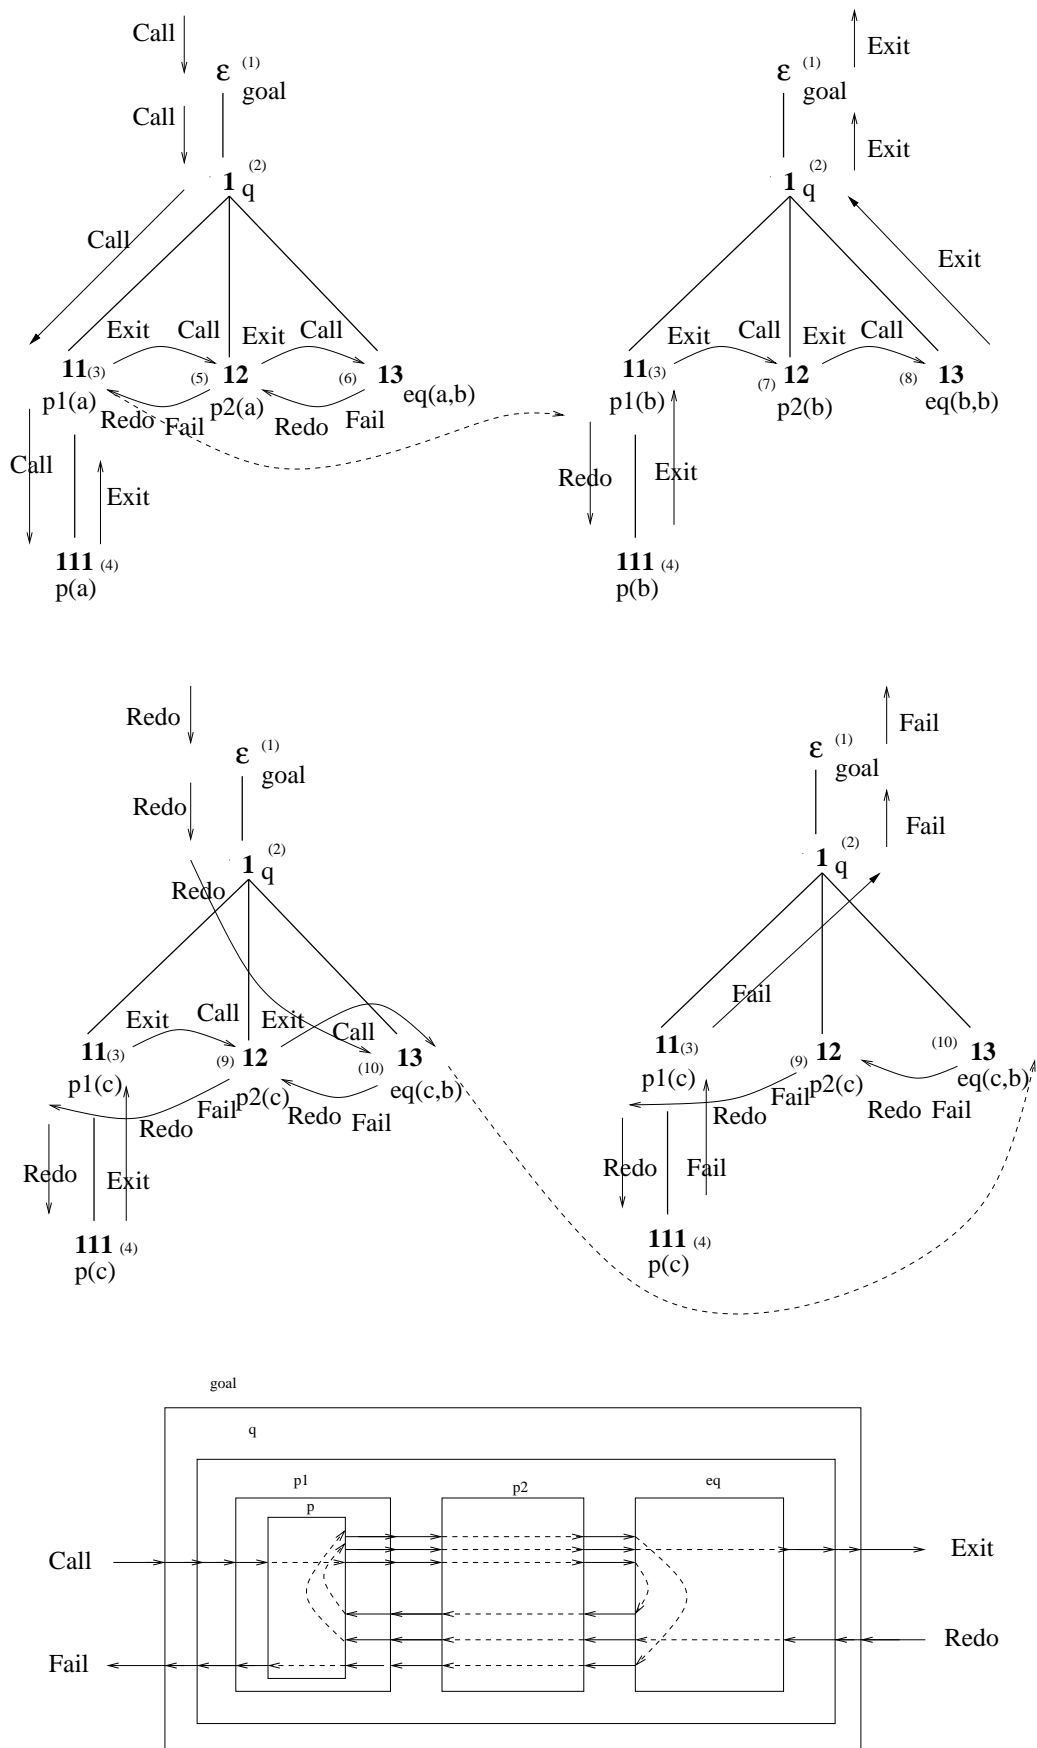 Call
ε (1)
goal
Call
1 (2)
q
Call
Exit Call Exit Call
11 (3) (5) 12 (6) 13
p1(a) p2(a) eq(a,b)
Redo Fail Redo Fail
Call Exit
111 (4)
p(a)
Exit
ε (1)
goal
Exit
1 (2)
q
Exit
Exit Call Exit Call
11 (3) (7) 12 (8) 13
p1(b) p2(b) eq(b,b)
Redo Exit
111 (4)
p(b)
Redo
ε (1)
goal
Redo
1 (2)
q
Redo
Exit Call Exit Call
11 (3) (9) 12 (10) 13
p1(c) p2(c) eq(c,b)
Redo Fail Redo Fail
Redo Exit
111 (4)
p(c)
Fail
ε (1)
goal
Fail
1 (2)
q
Fail
11 (3) (9) 12 (10) 13
p1(c) p2(c) eq(c,b)
Redo Fail Redo Fail
Redo Fail
111 (4)
p(c)
goal
q
p1 p2 eq
p
Call Exit
Redo
Fail